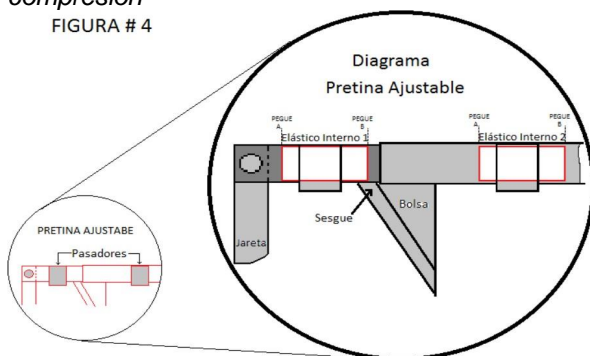 compresión
FIGURA # 4
Diagrama
Pretina Ajustable
PEGUE
A
PEGUE
B
PEGUE
A
PEGUE
B
Elástico Interno 1
Elástico Interno 2
Sesgue
Bolsa
Jareta
PRETINA AJUSTABE
Pasadores